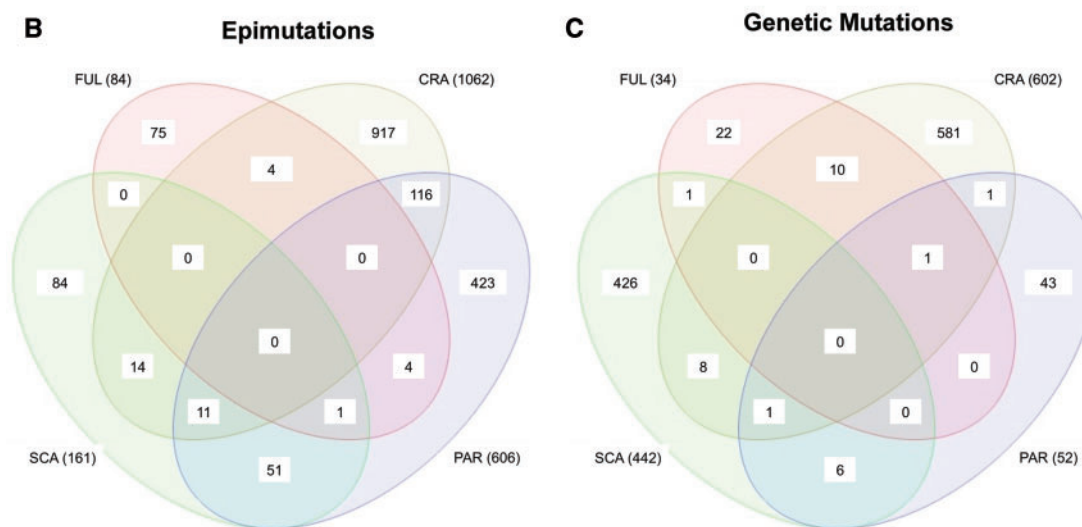 B
Epimutations
FUL (84)
CRA (1062)
75
917
4
0
116
0
0
84
423
0
14
4
11
1
SCA (161)
PAR (606)
51
C
Genetic Mutations
FUL (34)
CRA (602)
22
581
10
1
1
0
1
426
43
0
8
0
1
0
SCA (442)
PAR (52)
6